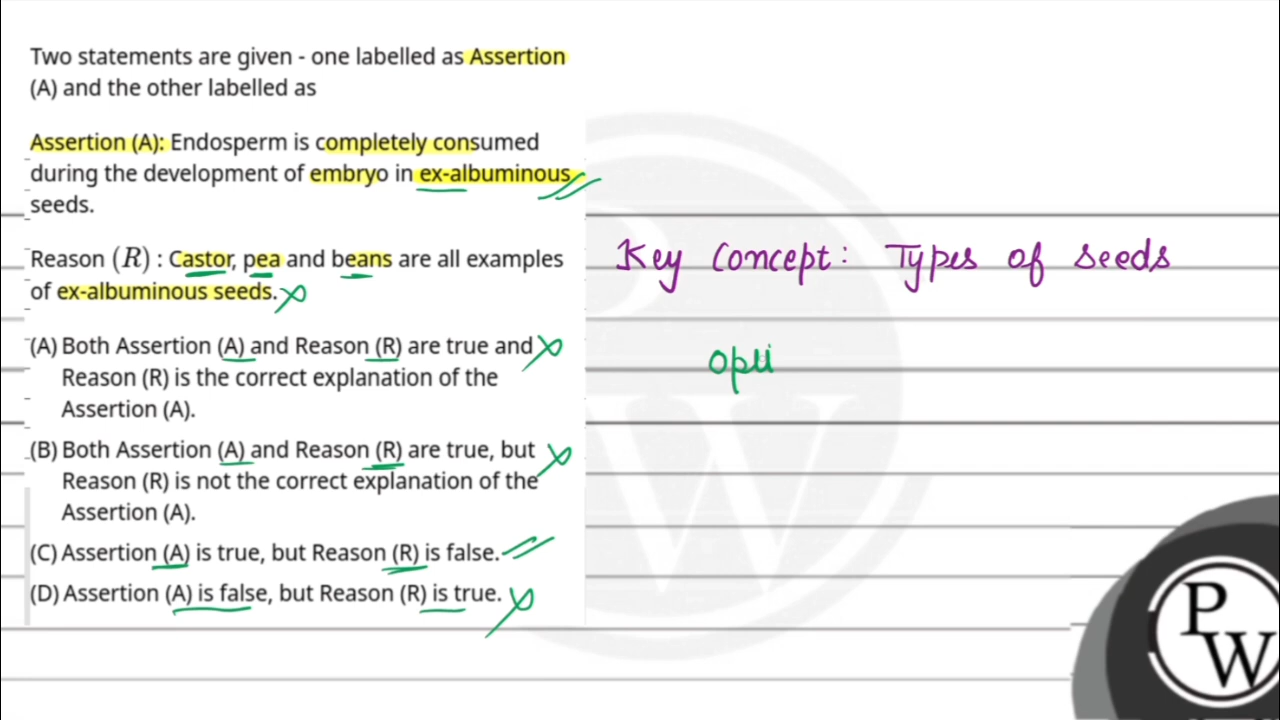 Two statements are given - one labelled as Assertion
(A) and the other labelled as
Assertion (A): Endosperm is completely consumed
during the development of embryo in ex-albuminous
seeds.
Reason (R) : Castor, pea and beans are all examples
of ex-albuminous seeds.
(A) Both Assertion (A) and Reason (R) are true and
Reason (R) is the correct explanation of the
Assertion (A).
(B) Both Assertion (A) and Reason (R) are true, but
Reason (R) is not the correct explanation of the
Assertion (A).
(C) Assertion (A) is true, but Reason (R) is false.
(D) Assertion (A) is false, but Reason (R) is true.
Key Concept: Types of seeds
opti
P
W